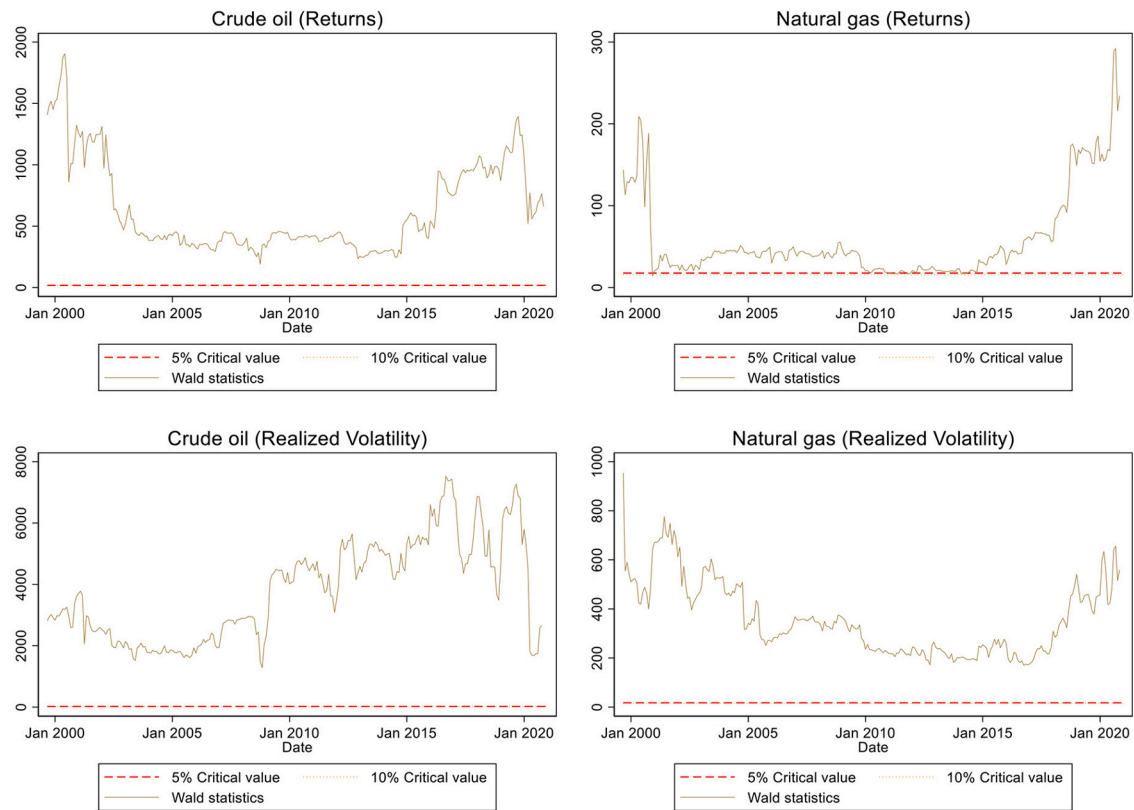 Crude oil (Returns)
2000
1500
1000
500
0
Jan 2000 Jan 2005 Jan 2010 Jan 2015 Jan 2020
Date
5% Critical value 10% Critical value
Wald statistics
Natural gas (Returns)
300
200
100
0
Jan 2000 Jan 2005 Jan 2010 Jan 2015 Jan 2020
Date
5% Critical value 10% Critical value
Wald statistics
Crude oil (Realized Volatility)
8000
6000
4000
2000
0
Jan 2000 Jan 2005 Jan 2010 Jan 2015 Jan 2020
Date
5% Critical value 10% Critical value
Wald statistics
Natural gas (Realized Volatility)
1000
800
600
400
200
0
Jan 2000 Jan 2005 Jan 2010 Jan 2015 Jan 2020
Date
5% Critical value 10% Critical value
Wald statistics